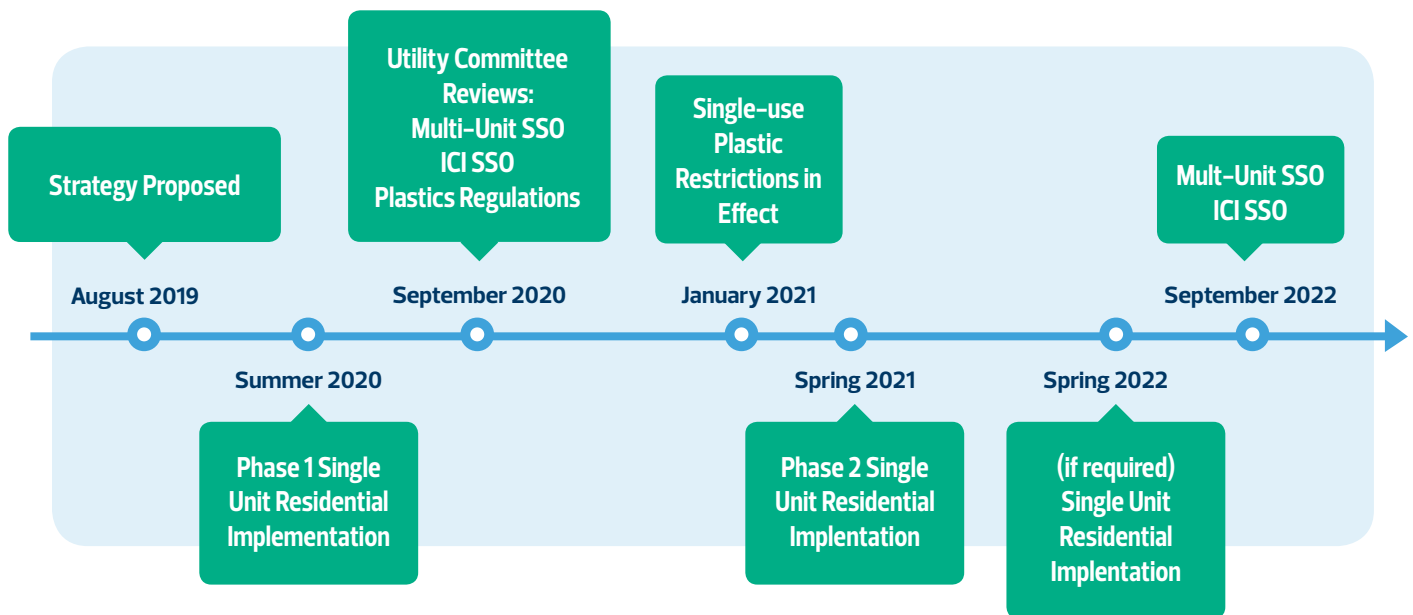 Strategy Proposed
August 2019
Utility Committee
Reviews:
Multi-Unit SSO
ICI SSO
Plastics Regulations
September 2020
Single-use
Plastic
Restrictions in
Effect
January 2021
Mult-Unit SSO
ICI SSO
September 2022
Summer 2020
Phase 1 Single
Unit Residential
Implementation
Spring 2021
Phase 2 Single
Unit Residential
Implentation
Spring 2022
(if required)
Single Unit
Residential
Implentation